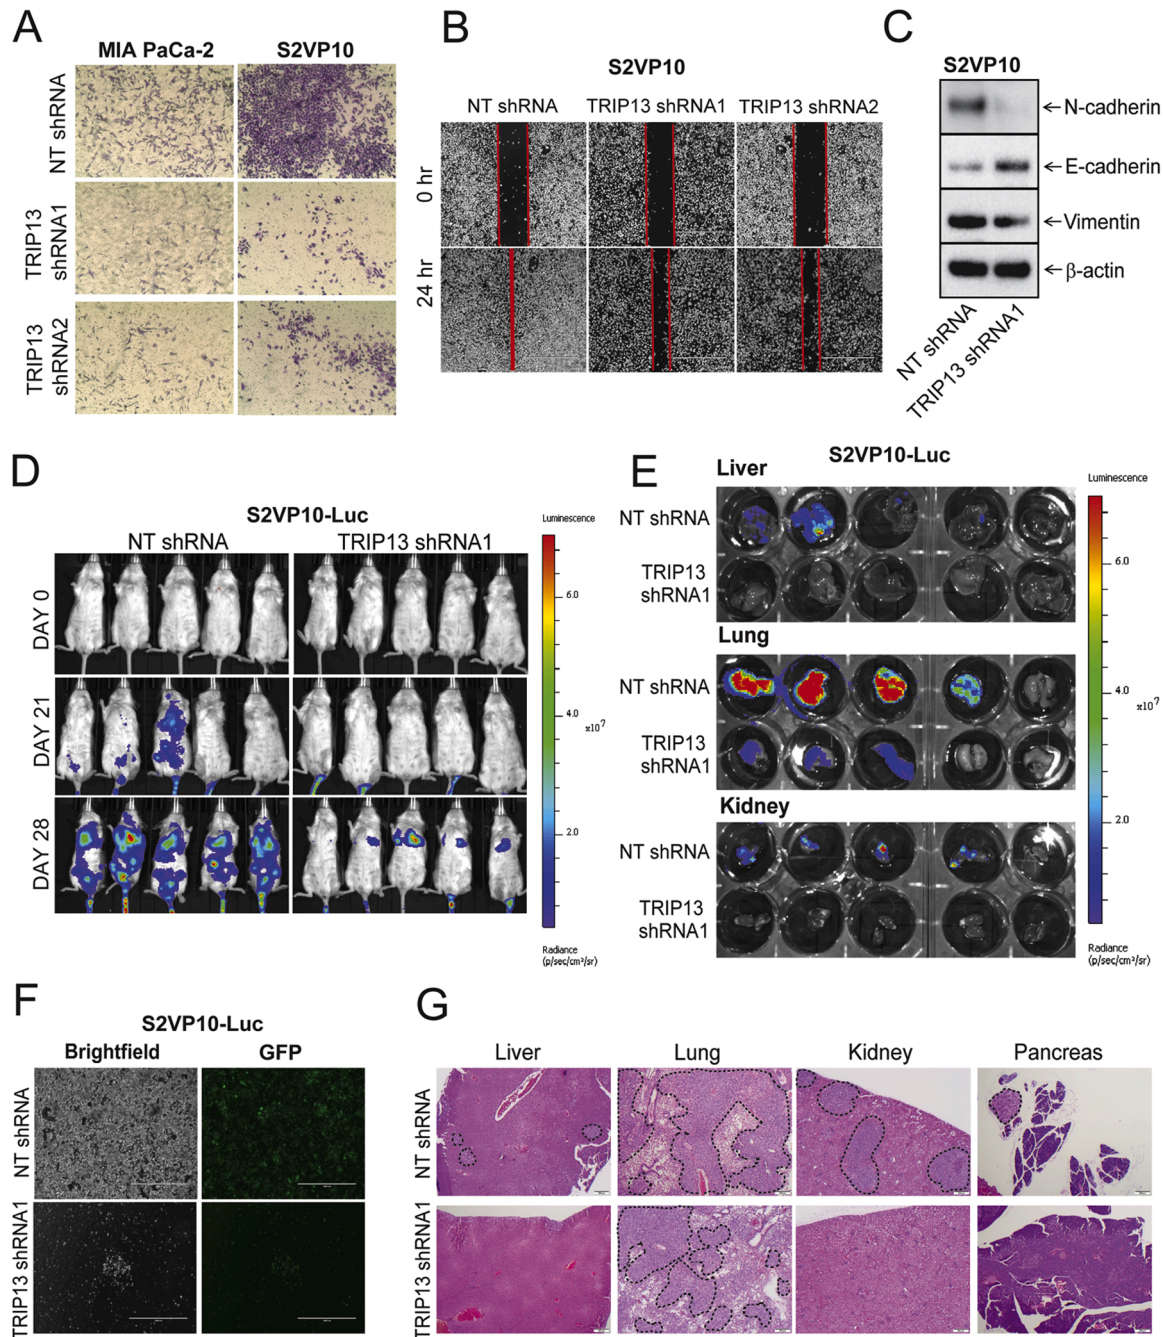 A
MIA PaCa-2
S2VP10
NT shRNA
TRIP13
shRNA1
TRIP13
shRNA2
B
S2VP10
NT shRNA
TRIP13 shRNA1
TRIP13 shRNA2
0 hr
24 hr
C
S2VP10
N-cadherin
E-cadherin
Vimentin
β-actin
NT shRNA
TRIP13 shRNA1
D
S2VP10-Luc
NT shRNA
TRIP13 shRNA1
DAY 0
DAY 21
DAY 28
Luminescence
6.0
4.0
x10⁷
2.0
Radiance
(p/sec/cm²/sr)
E
S2VP10-Luc
Liver
NT shRNA
TRIP13
shRNA1
Lung
NT shRNA
TRIP13
shRNA1
Kidney
NT shRNA
TRIP13
shRNA1
Luminescence
6.0
4.0
x10⁷
2.0
Radiance
(p/sec/cm²/sr)
F
S2VP10-Luc
Brightfield
GFP
NT shRNA
TRIP13 shRNA1
G
Liver
Lung
Kidney
Pancreas
NT shRNA
TRIP13 shRNA1